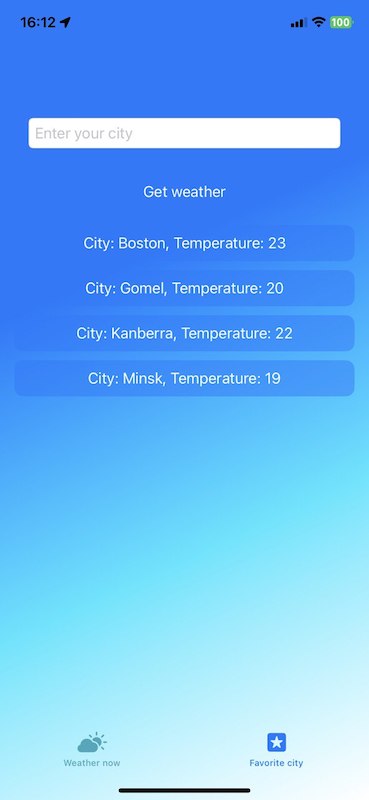 16:12
100
Enter your city
Get weather
City: Boston, Temperature: 23
City: Gomel, Temperature: 20
City: Kanberra, Temperature: 22
City: Minsk, Temperature: 19
Weather now
Favorite city